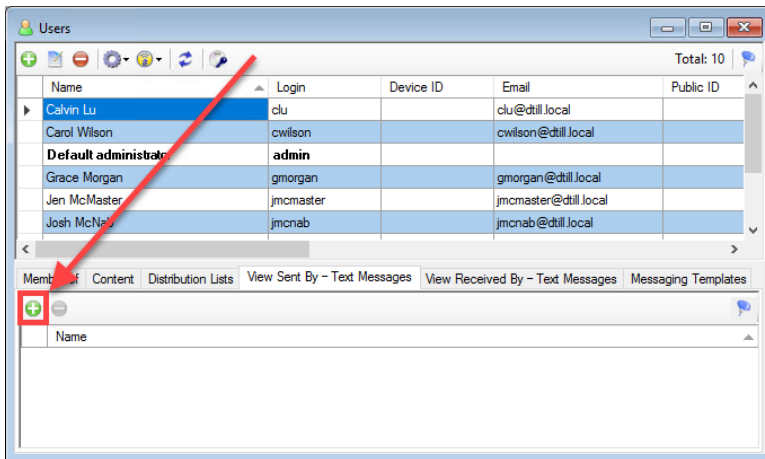 Users
Total: 10
Name Login Device ID Email Public ID
Calvin Lu clu clu@dtill.local
Carol Wilson cwilson cwilson@dtill.local
Default administrator admin
Grace Morgan gmorgan gmorgan@dtill.local
Jen McMaster jmcmaster jmcmaster@dtill.local
Josh McNab jmcnab jmcnab@dtill.local
Member of Content Distribution Lists View Sent By – Text Messages View Received By – Text Messages Messaging Templates
Name